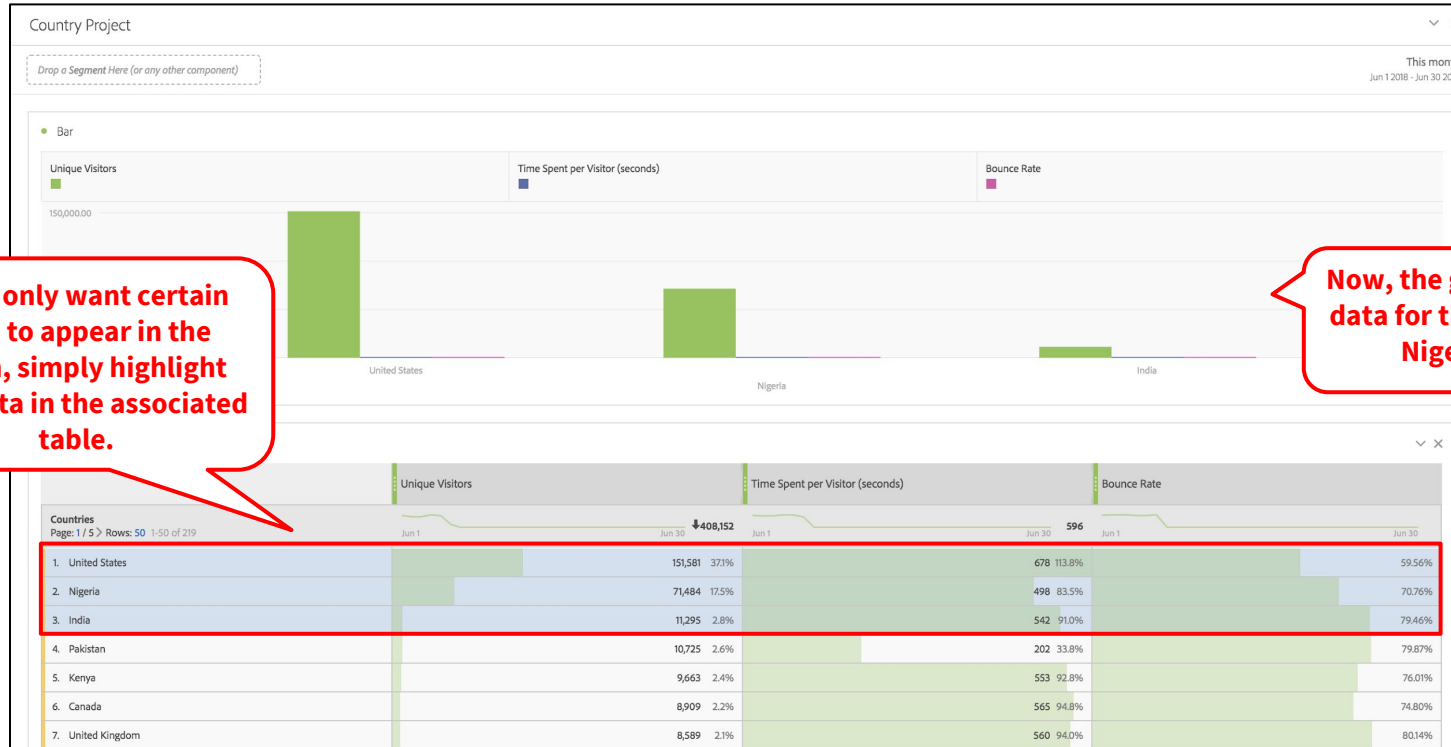 Country Project
Drop a Segment Here (or any other component)
This mon
Jun 1 2018 - Jun 30 20
Bar
Unique Visitors
Time Spent per Visitor (seconds)
Bounce Rate
150,000.00
United States
Nigeria
India
only want certain
to appear in the
, simply highlight
ta in the associated
table.
Now, the
data for t
Nige
Unique Visitors
Time Spent per Visitor (seconds)
Bounce Rate
Countries
Page: 1 / 5 > Rows: 50 1-50 of 219
Jun 1 Jun 30 408,152
Jun 1 Jun 30 596
Jun 1 Jun 30
1. United States 151,581 37.1% 678 113.8% 59.56%
2. Nigeria 71,484 17.5% 498 83.5% 70.76%
3. India 11,295 2.8% 542 91.0% 79.46%
4. Pakistan 10,725 2.6% 202 33.8% 79.87%
5. Kenya 9,663 2.4% 553 92.8% 76.01%
6. Canada 8,909 2.2% 565 94.8% 74.80%
7. United Kingdom 8,589 2.1% 560 94.0% 80.14%